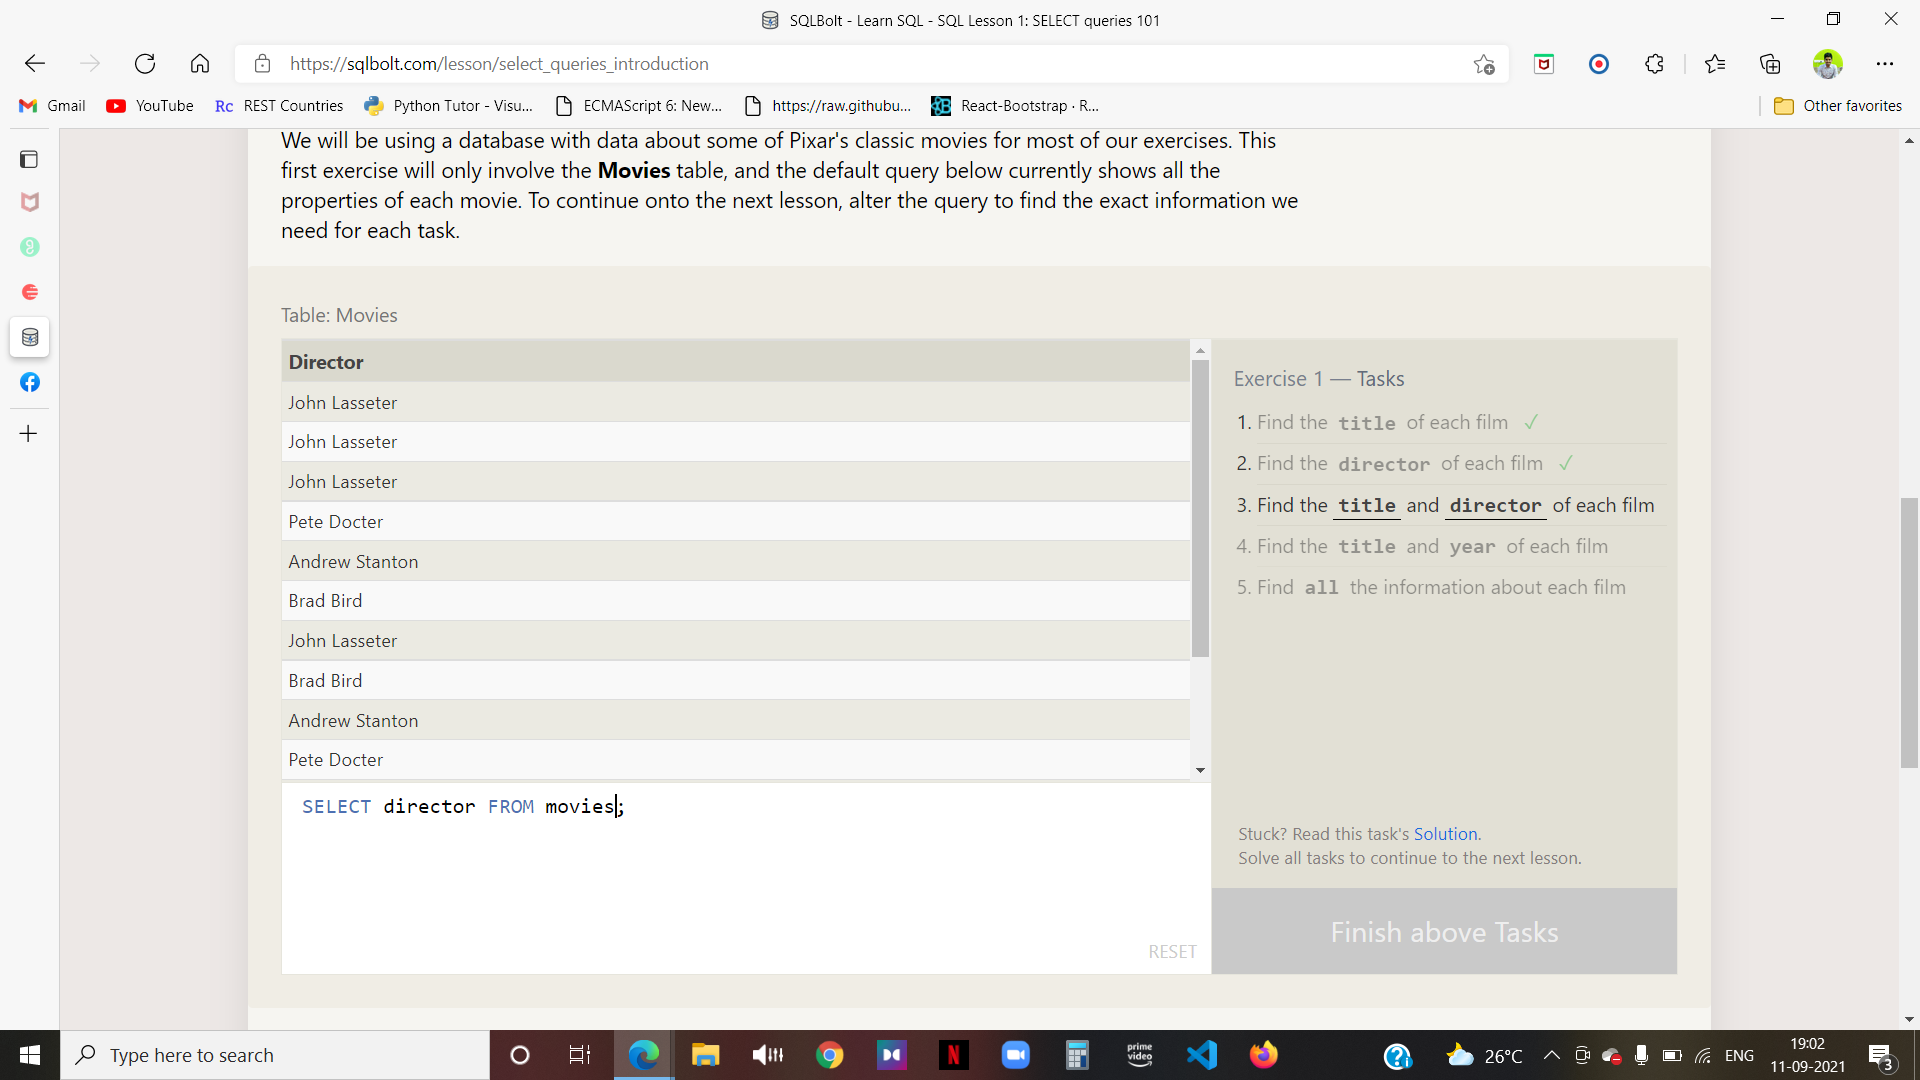 SQLBolt - Learn SQL - SQL Lesson 1: SELECT queries 101
https://sqlbolt.com/lesson/select_queries_introduction
Gmail
YouTube
Rc REST Countries
Python Tutor - Visu...
ECMAScript 6: New...
https://raw.githubu...
React-Bootstrap · R...
Other favorites
We will be using a database with data about some of Pixar's classic movies for most of our exercises. This
first exercise will only involve the Movies table, and the default query below currently shows all the
properties of each movie. To continue onto the next lesson, alter the query to find the exact information we
need for each task.
Table: Movies
Director
John Lasseter
John Lasseter
John Lasseter
Pete Docter
Andrew Stanton
Brad Bird
John Lasseter
Brad Bird
Andrew Stanton
Pete Docter
SELECT director FROM movies;
RESET
Exercise 1 — Tasks
1. Find the title of each film ✓
2. Find the director of each film ✓
3. Find the title and director of each film
4. Find the title and year of each film
5. Find all the information about each film
Stuck? Read this task's Solution.
Solve all tasks to continue to the next lesson.
Finish above Tasks
Type here to search
N
prime
video
26°C
ENG
19:02
11-09-2021
3